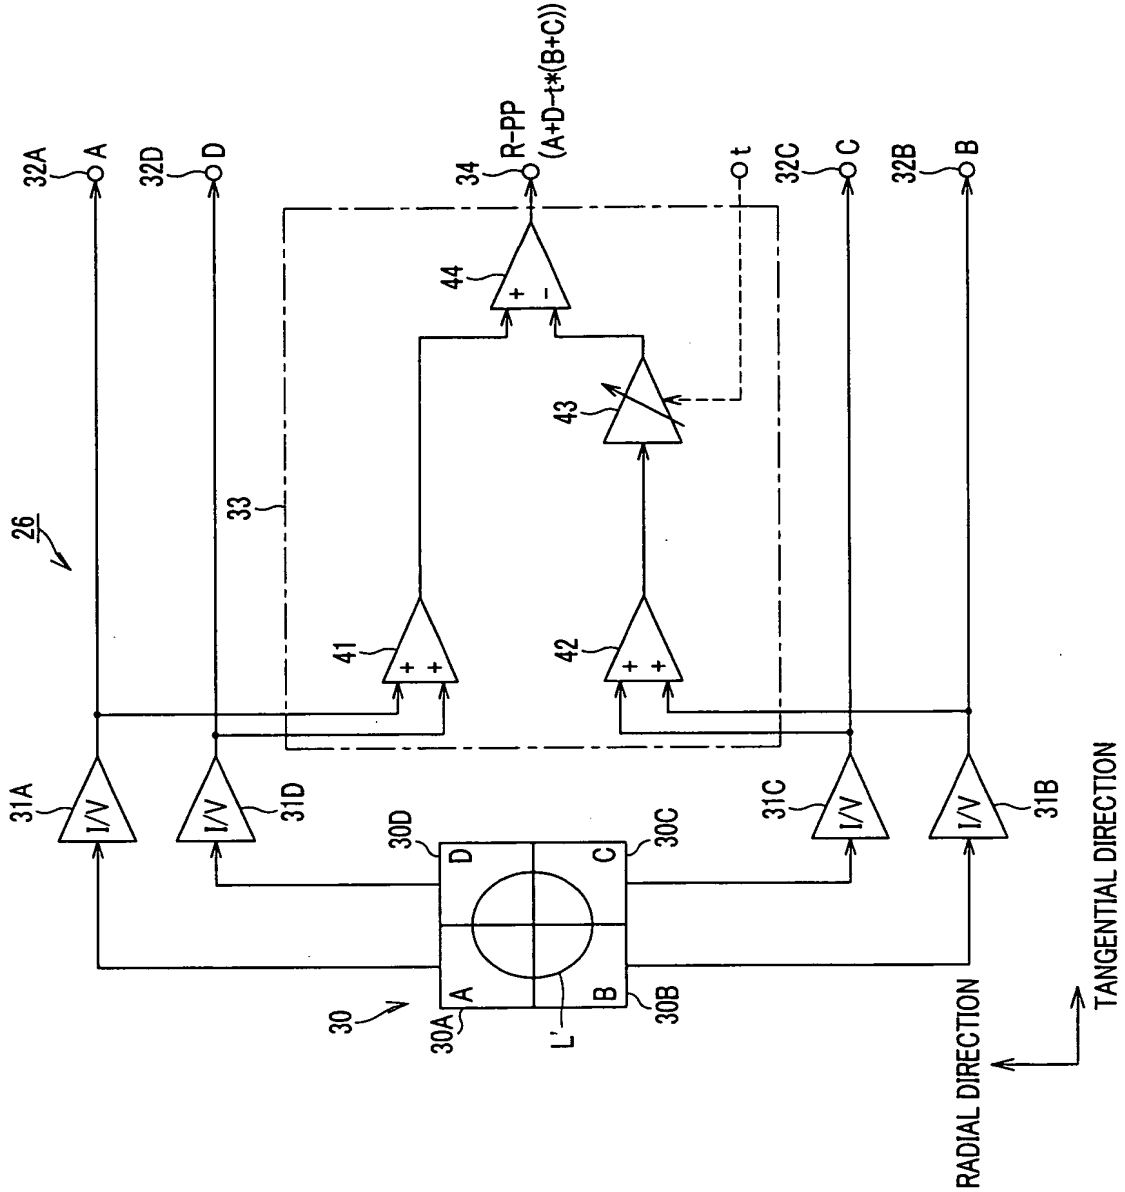 26
32A
A
32D
D
34
R-PP
(A+D-t*(B+C))
t
32C
C
32B
B
33
44
+
-
43
41
+
+
42
+
+
31A
I/V
31D
I/V
31C
I/V
31B
I/V
30
30A
A
30D
D
30B
B
30C
C
L'
RADIAL DIRECTION
TANGENTIAL DIRECTION